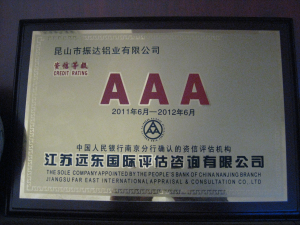 昆山市振达铝业有限公司
资信等级
CREDIT RATING
AAA
2011年6月—2012年6月
中国人民银行南京分行确认的资信评估机构
江苏远东国际评估咨询有限公司
THE SOLE COMPANY APPOINTED BY THE PEOPLE'S BANK OF CHINA NANJING BRANCH
JIANGSU FAR EAST INTERNATIONAL APPRAISAL & CONSULTATION CO., LTD